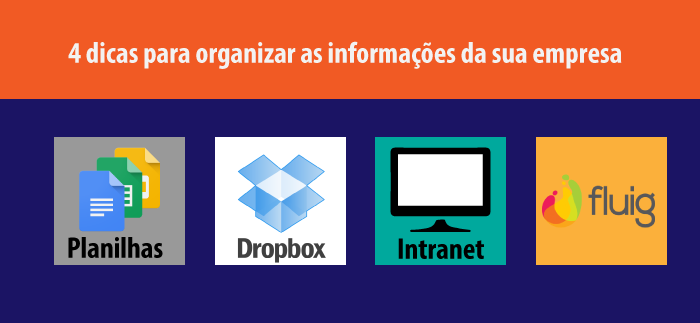 4 dicas para organizar as informações da sua empresa
Planilhas
Dropbox
Intranet
fluig